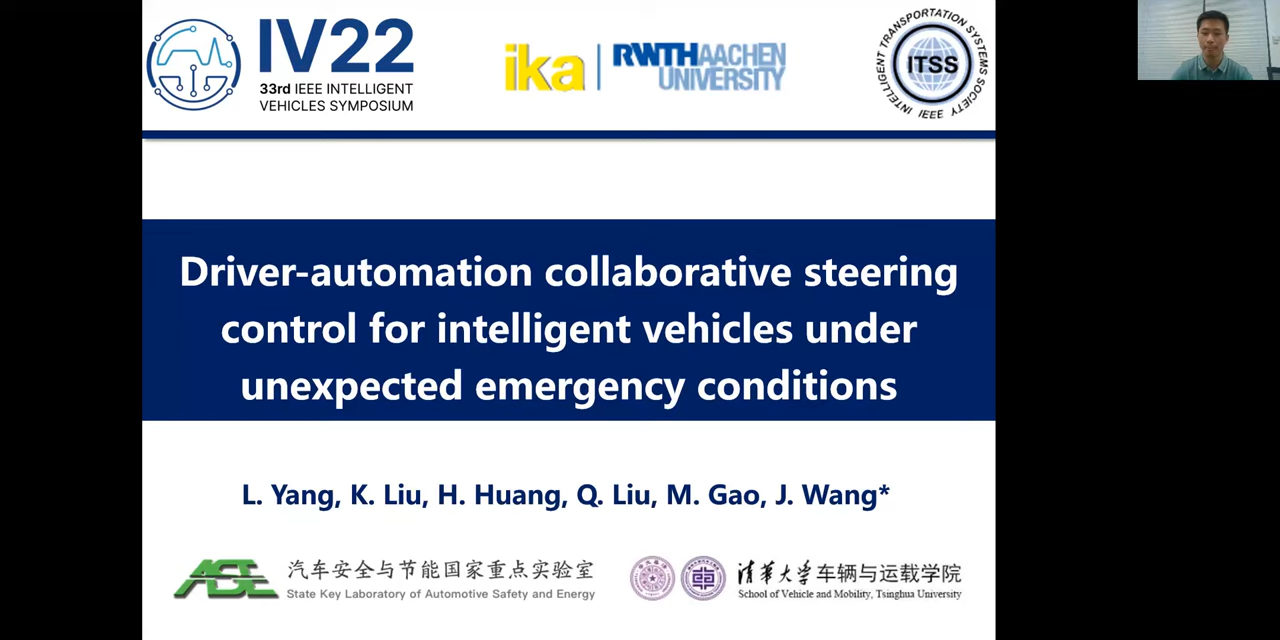 IV22
33rd IEEE INTELLIGENT
VEHICLES SYMPOSIUM
ika
RWTHAACHEN
UNIVERSITY
INTELLIGENT TRANSPORTATION SYSTEMS SOCIETY
ITSS
IEEE
Driver-automation collaborative steering
control for intelligent vehicles under
unexpected emergency conditions
L. Yang, K. Liu, H. Huang, Q. Liu, M. Gao, J. Wang*
ASE
汽车安全与节能国家重点实验室
State Key Laboratory of Automotive Safety and Energy
清华大学车辆与运载学院
School of Vehicle and Mobility, Tsinghua University